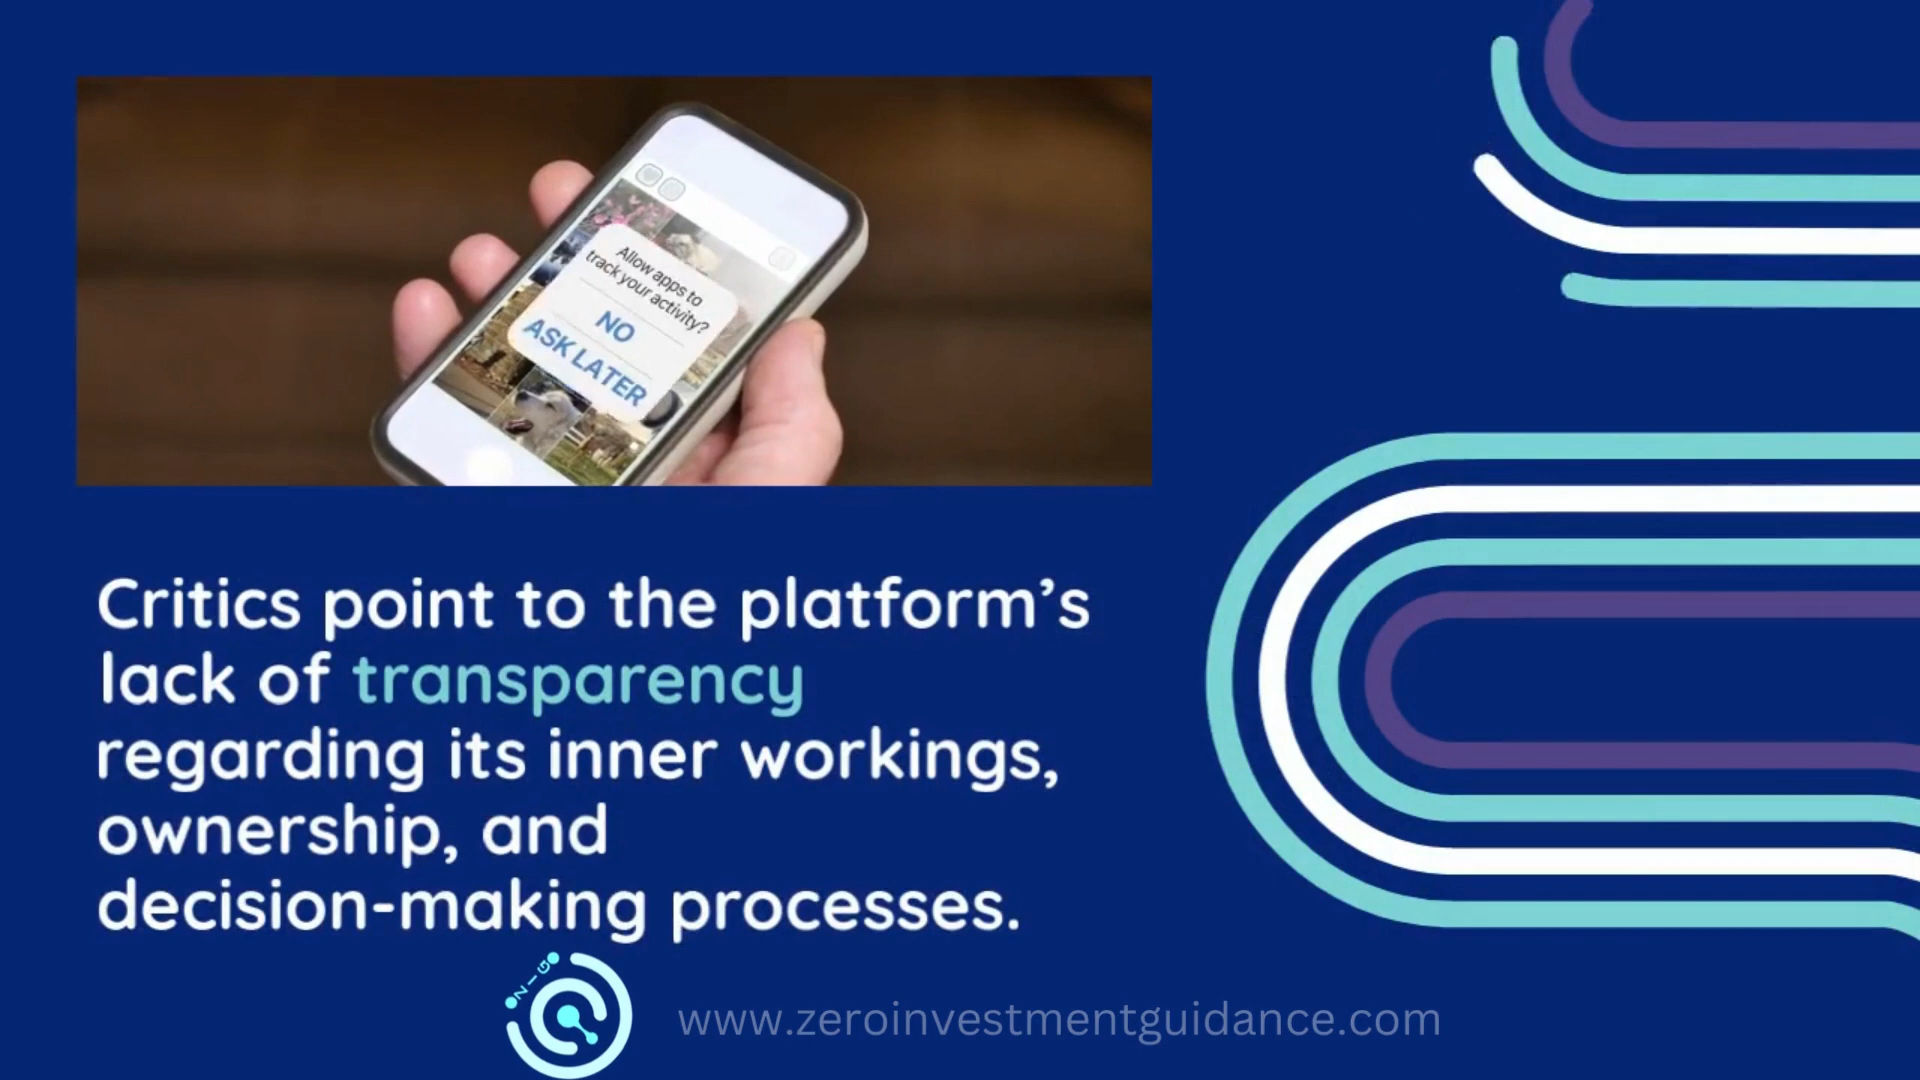 Allow apps to
track your activity?
NO
ASK LATER
Critics point to the platform’s
lack of transparency
regarding its inner workings,
ownership, and
decision-making processes.
ZIG
www.zeroinvestmentguidance.com